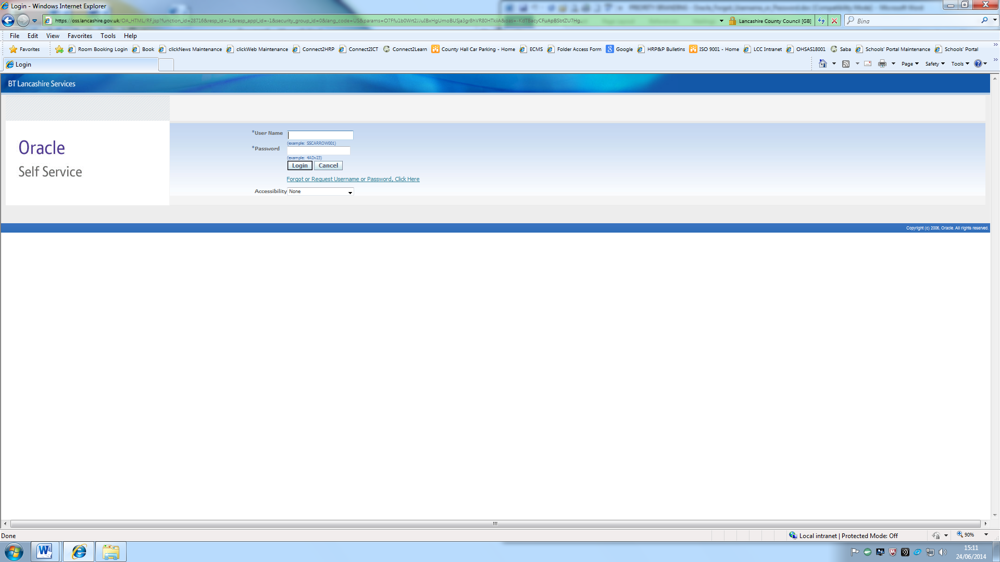 Login - Windows Internet Explorer
https://oss.lancashire.gov.uk/OA_HTML/RF.jsp?function_id=28716&resp_id=-1&resp_appl_id=-1&security_group_id=0&lang_code=US&params=
Lancashire County Council [GB]
Bing
File Edit View Favorites Tools Help
Favorites Room Booking Login Book clickNews Maintenance clickWeb Maintenance Connect2HRP Connect2ICT Connect2Learn County Hall Car Parking - Home ECMS Folder Access Form Google HRP&P Bulletins ISO 9001 - Home LCC Intranet OHSAS18001 Saba Schools' Portal Maintenance Schools' Portal
Login
Page Safety Tools
BT Lancashire Services
Oracle
Self Service
*User Name
(example: SSCARROW001)
*Password
(example: 4ADv23)
Login Cancel
Forgot or Request Username or Password, Click Here
Accessibility None
Copyright (c) 2006, Oracle. All rights reserved.
Done
Local intranet | Protected Mode: Off
90%
15:11
24/06/2014